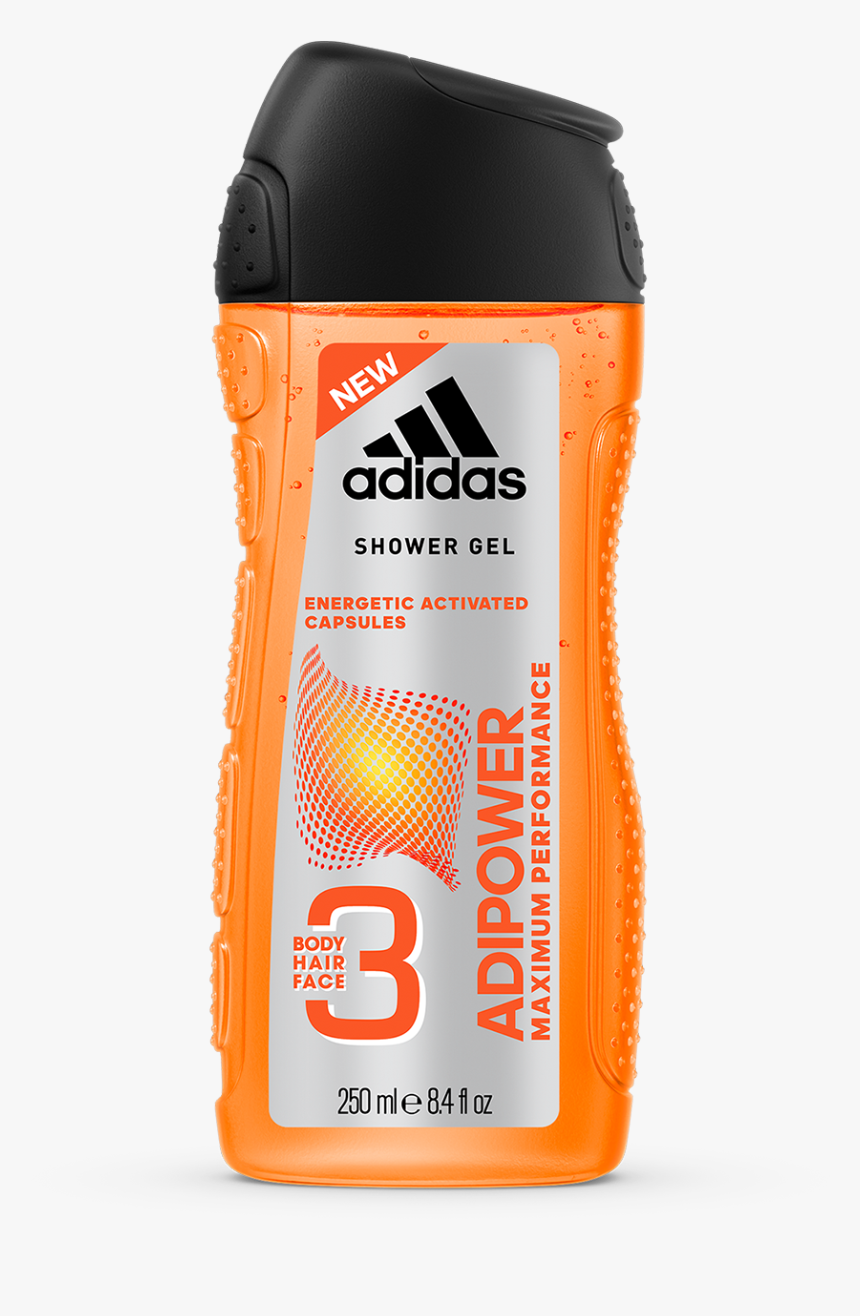 NEW
adidas
SHOWER GEL
ENERGETIC ACTIVATED
CAPSULES
ADIPOWER
MAXIMUM PERFORMANCE
3
BODY
HAIR
FACE
250 ml e 8.4 fl oz